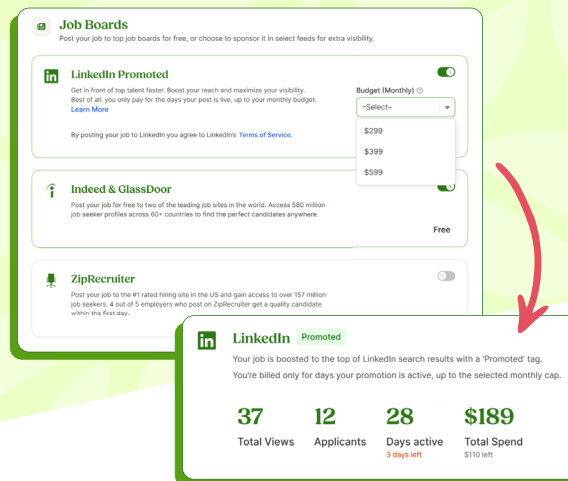 Job Boards
Post your job to top job boards for free, or choose to sponsor it in select feeds for extra visibility.
in
LinkedIn Promoted
Get in front of top talent faster. Boost your reach and maximize your visibility.
Best of all: you only pay for the days your post is live, up to your monthly budget.
Learn More
By posting your job to LinkedIn you agree to LinkedIn's Terms of Service.
Budget (Monthly) ?
–Select–
$299
$399
$599
Indeed & GlassDoor
Post your job for free to two of the leading job sites in the world. Access 580 million
job seeker profiles across 60+ countries to find the perfect candidates anywhere.
Free
ZipRecruiter
Post your job to the #1 rated hiring site in the US and gain access to over 157 million
job seekers. 4 out of 5 employers who post on ZipRecruiter get a quality candidate
within the first day.
in
LinkedIn Promoted
Your job is boosted to the top of LinkedIn search results with a 'Promoted' tag.
You're billed only for days your promotion is active, up to the selected monthly cap.
37 12 28 $189
Total Views Applicants Days active Total Spend
3 days left $110 left